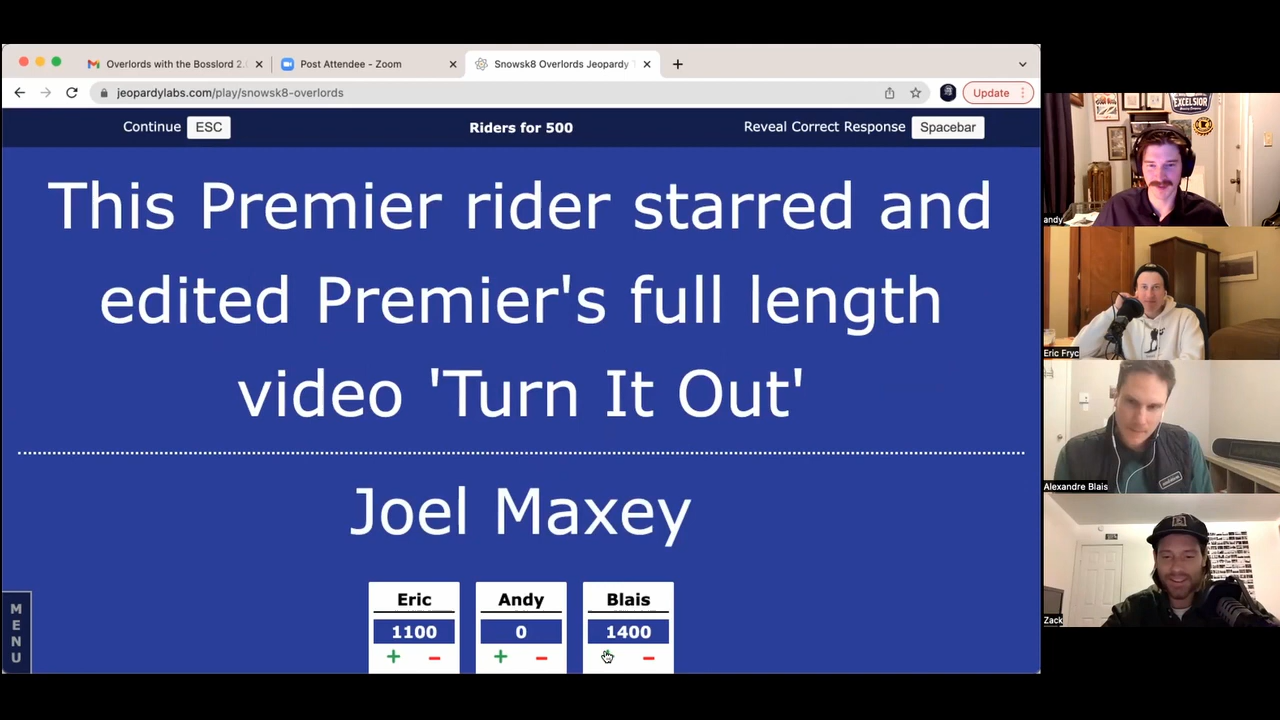 Overlords with the Bosslord 2.
Post Attendee - Zoom
Snowsk8 Overlords Jeopardy
jeopardylabs.com/play/snowsk8-overlords
Update
Continue ESC
Riders for 500
Reveal Correct Response Spacebar
This Premier rider starred and
edited Premier's full length
video 'Turn It Out'
Joel Maxey
MENU
Eric Andy Blais
1100 0 1400
+ − + − −
EXCELSIOR
andy
Eric Fryc
Alexandre Blais
Zack